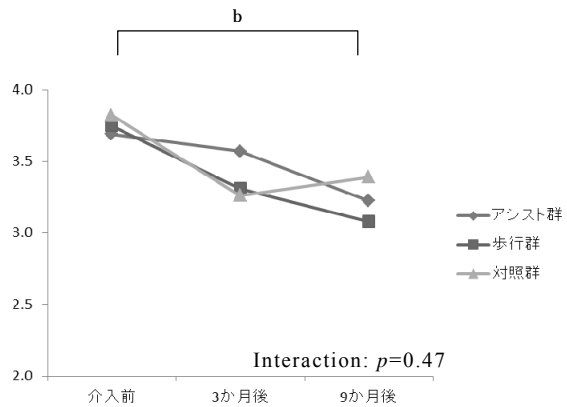 b
4.0
3.5
3.0
2.5
2.0
アシスト群
歩行群
対照群
Interaction: p=0.47
介入前 3か月後 9か月後